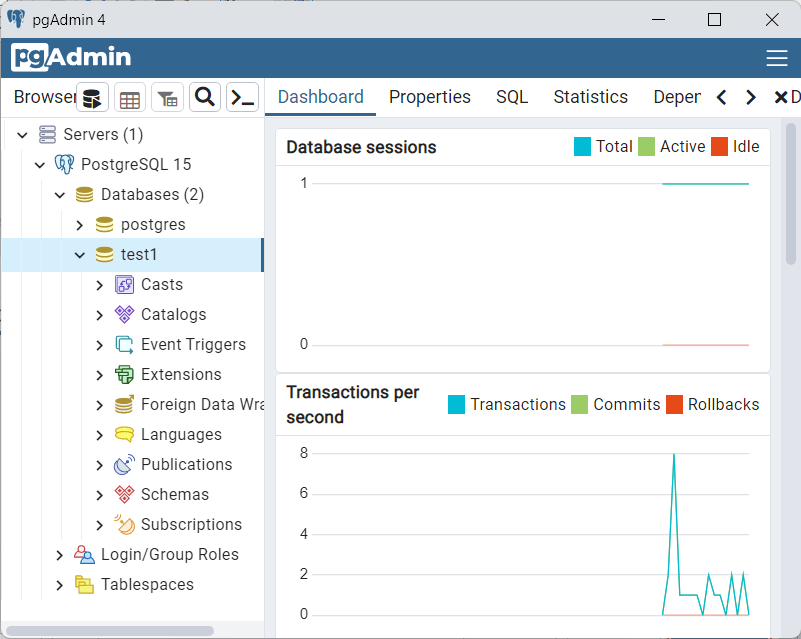 pgAdmin 4
pgAdmin
Browser
Dashboard Properties SQL Statistics Deper D
Servers (1)
PostgreSQL 15
Databases (2)
postgres
test1
Casts
Catalogs
Event Triggers
Extensions
Foreign Data Wra
Languages
Publications
Schemas
Subscriptions
Login/Group Roles
Tablespaces
Database sessions
Total Active Idle
1
0
Transactions per
second
Transactions Commits Rollbacks
8
6
4
2
0